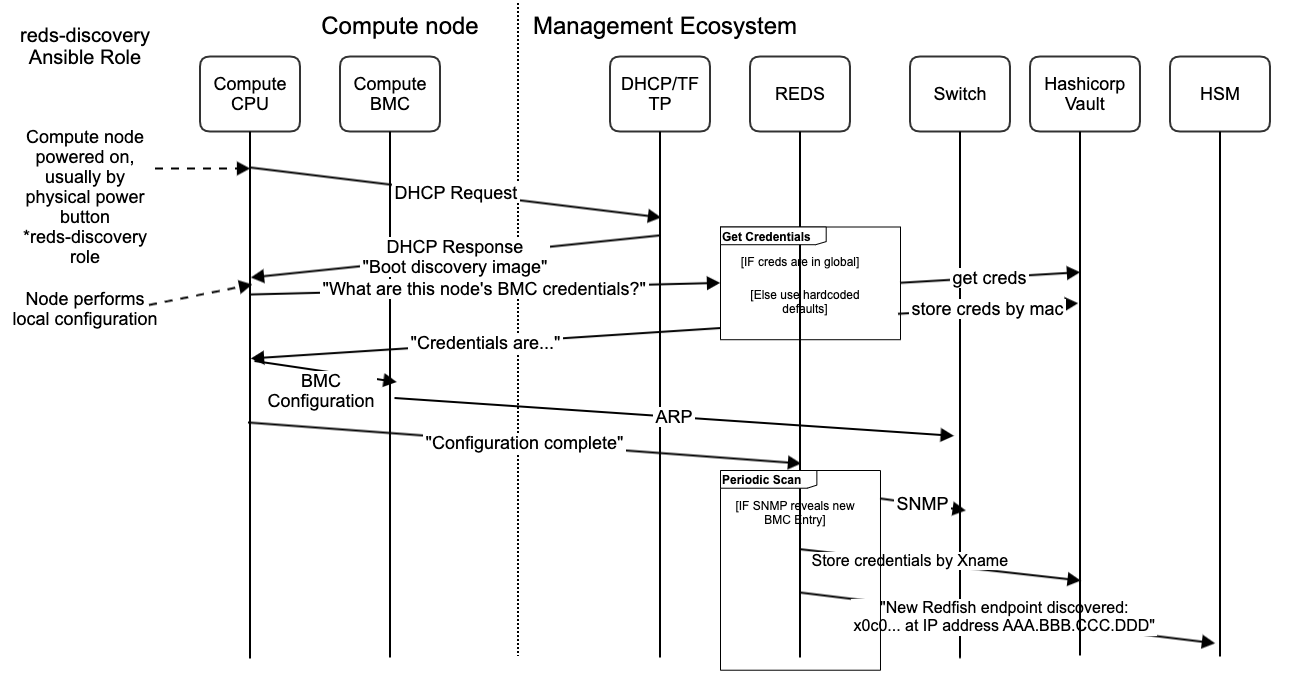 Compute node
Management Ecosystem
reds-discovery
Ansible Role
Compute
CPU
Compute
BMC
DHCP/TF
TP
REDS
Switch
Hashicorp
Vault
HSM
Compute node
powered on,
usually by
physical power
button
*reds-discovery
role
DHCP Request
DHCP Response
"Boot discovery image"
Get Credentials
[IF creds are in global]
[Else use hardcoded
defaults]
get creds
"What are this node's BMC credentials?"
store creds by mac
Node performs
local configuration
"Credentials are..."
BMC
Configuration
ARP
"Configuration complete"
Periodic Scan
[IF SNMP reveals new
BMC Entry]
SNMP
Store credentials by Xname
"New Redfish endpoint discovered:
x0c0... at IP address AAA.BBB.CCC.DDD"